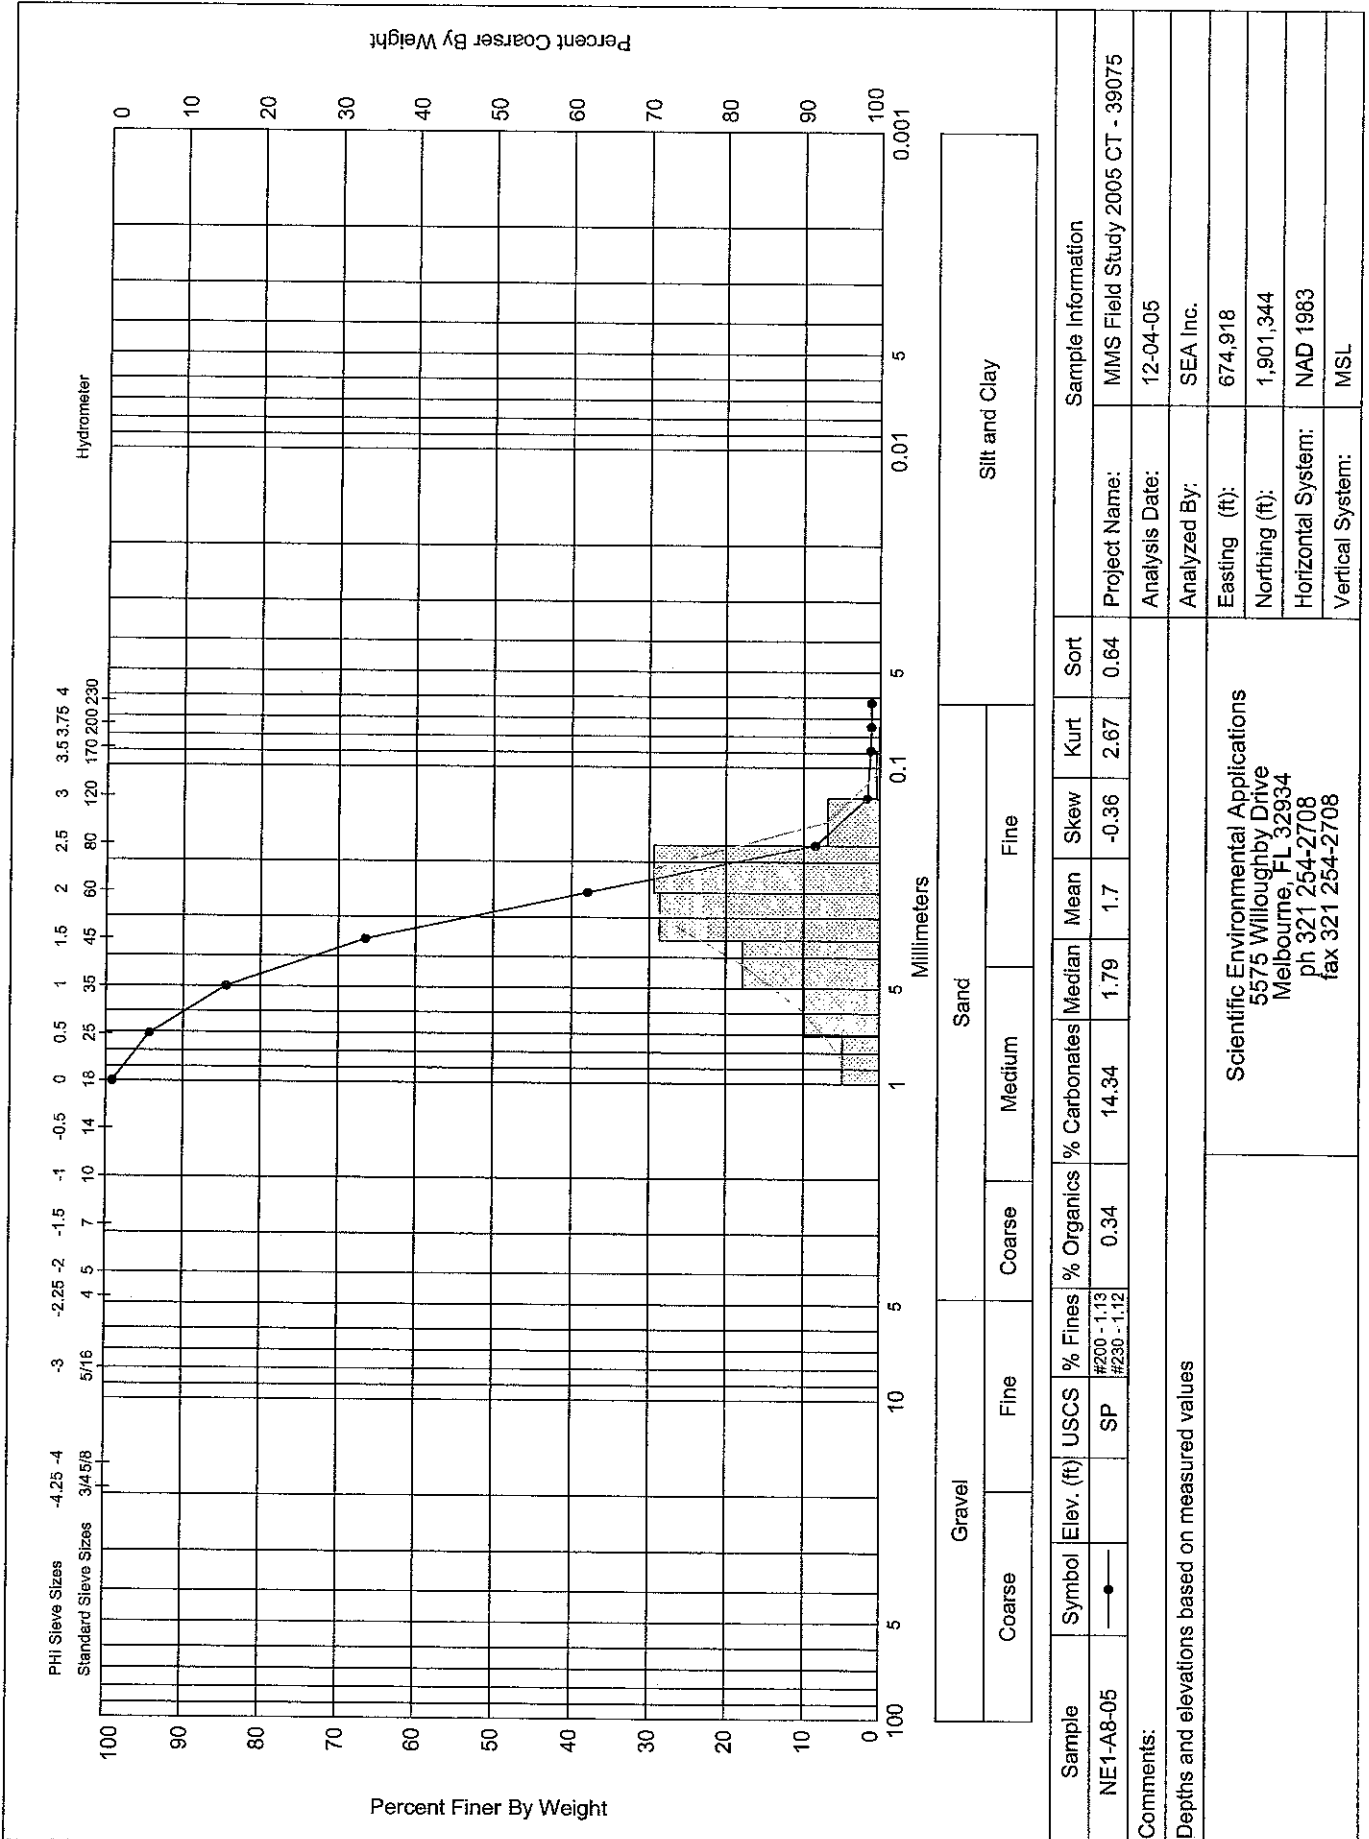 PHI Sieve Sizes -4.25 -4 -3 -2.25 -2 -1.5 -1 -0.5 0 0.5 1 1.5 2 2.5 3 3.5 3.75 4
Standard Sieve Sizes 3/4 5/8 5/16 4 5 7 10 14 18 25 35 45 60 80 120 170 200 230 Hydrometer
Percent Finer By Weight
100
90
80
70
60
50
40
30
20
10
0
0
10
20
30
40
50
60
70
80
90
100
Percent Coarser By Weight
100 5 10 5 1 5 0.1 5 0.01 5 0.001
Millimeters
Gravel Sand Silt and Clay
Coarse Fine Coarse Medium Fine
Sample Symbol Elev. (ft) USCS % Fines % Organics % Carbonates Median Mean Skew Kurt Sort
NE1-A8-05 SP #200 - 1.13 0.34 14.34 1.79 1.7 -0.36 2.67 0.64
#230 - 1.12
Comments:
Depths and elevations based on measured values
Sample Information
Project Name: MMS Field Study 2005 CT - 39075
Analysis Date: 12-04-05
Analyzed By: SEA Inc.
Easting (ft): 674,918
Northing (ft): 1,901,344
Horizontal System: NAD 1983
Vertical System: MSL
Scientific Environmental Applications
5575 Willoughby Drive
Melbourne, FL 32934
ph 321 254-2708
fax 321 254-2708